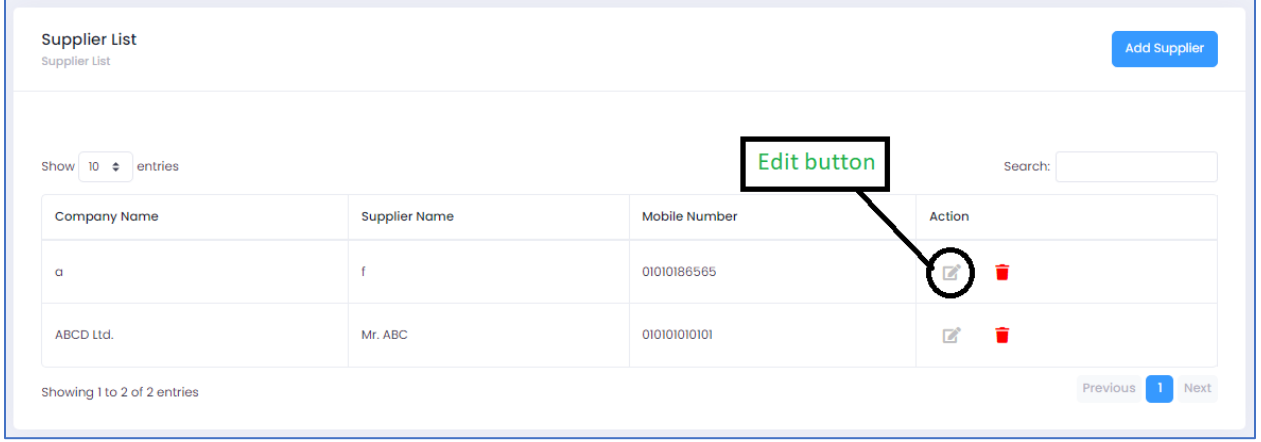 Supplier List
Supplier List
Add Supplier
Edit button
Show 10 entries
Search:
Company Name Supplier Name Mobile Number Action
a f 01010186565
ABCD Ltd. Mr. ABC 010101010101
Showing 1 to 2 of 2 entries
Previous 1 Next